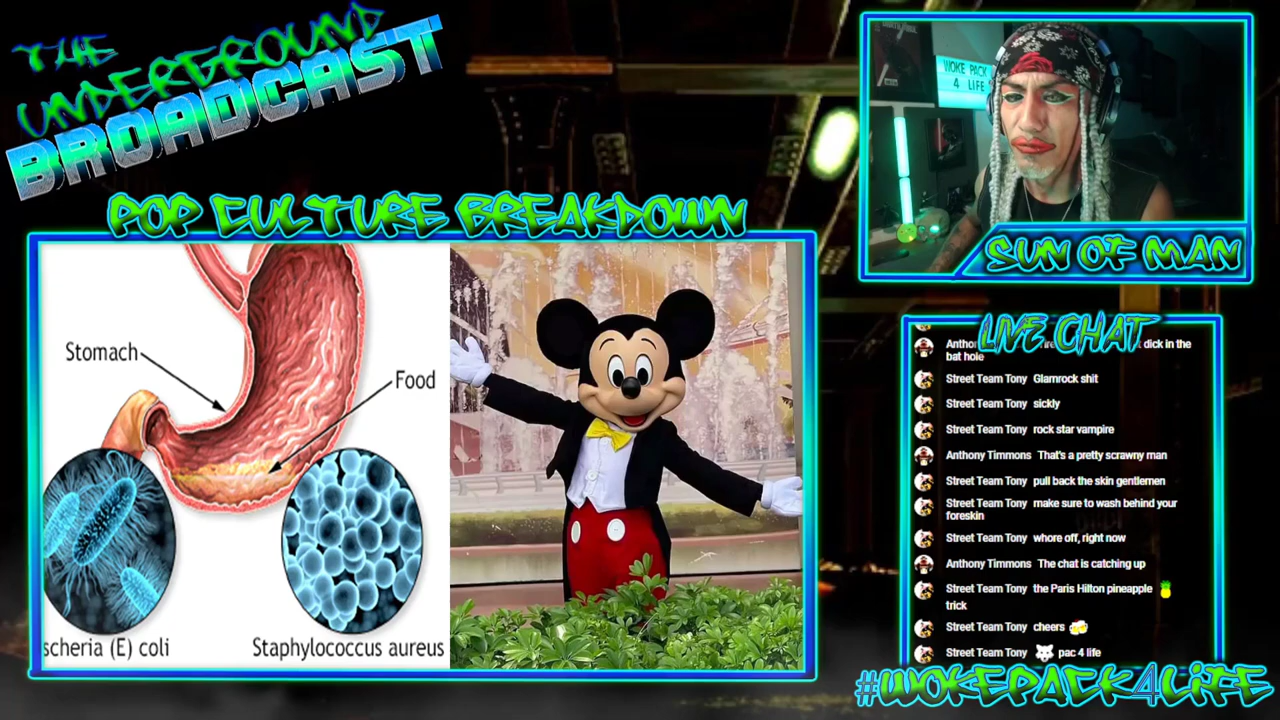 THE
UNDERGROUND
BROADCAST
POP CULTURE BREAKDOWN
Stomach
Food
scheria (E) coli
Staphylococcus aureus
WOKE PACK
4 LIFE
SUN OF MAN
LIVE CHAT
dick in the
bat hole
Street Team Tony Glamrock shit
Street Team Tony sickly
Street Team Tony rock star vampire
Anthony Timmons That's a pretty scrawny man
Street Team Tony pull back the skin gentlemen
Street Team Tony make sure to wash behind your
foreskin
Street Team Tony whore off, right now
Anthony Timmons The chat is catching up
Street Team Tony the Paris Hilton pineapple 🍍
trick
Street Team Tony cheers 🍻
Street Team Tony 🐺 pac 4 life
#WOKEPACK4LIFE